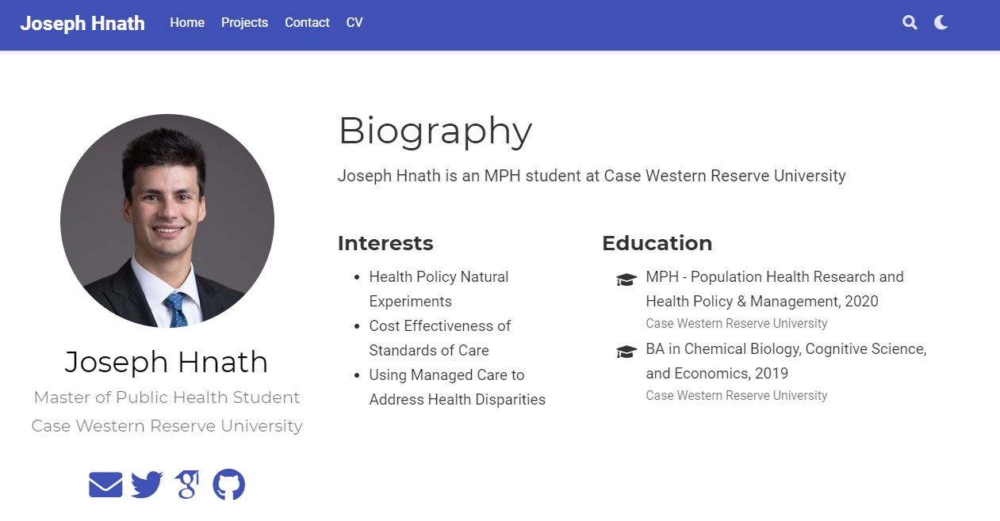 Joseph Hnath Home Projects Contact CV
Biography
Joseph Hnath is an MPH student at Case Western Reserve University
Interests
Health Policy Natural
Experiments
Cost Effectiveness of
Standards of Care
Using Managed Care to
Address Health Disparities
Education
MPH - Population Health Research and
Health Policy & Management, 2020
Case Western Reserve University
BA in Chemical Biology, Cognitive Science,
and Economics, 2019
Case Western Reserve University
Joseph Hnath
Master of Public Health Student
Case Western Reserve University